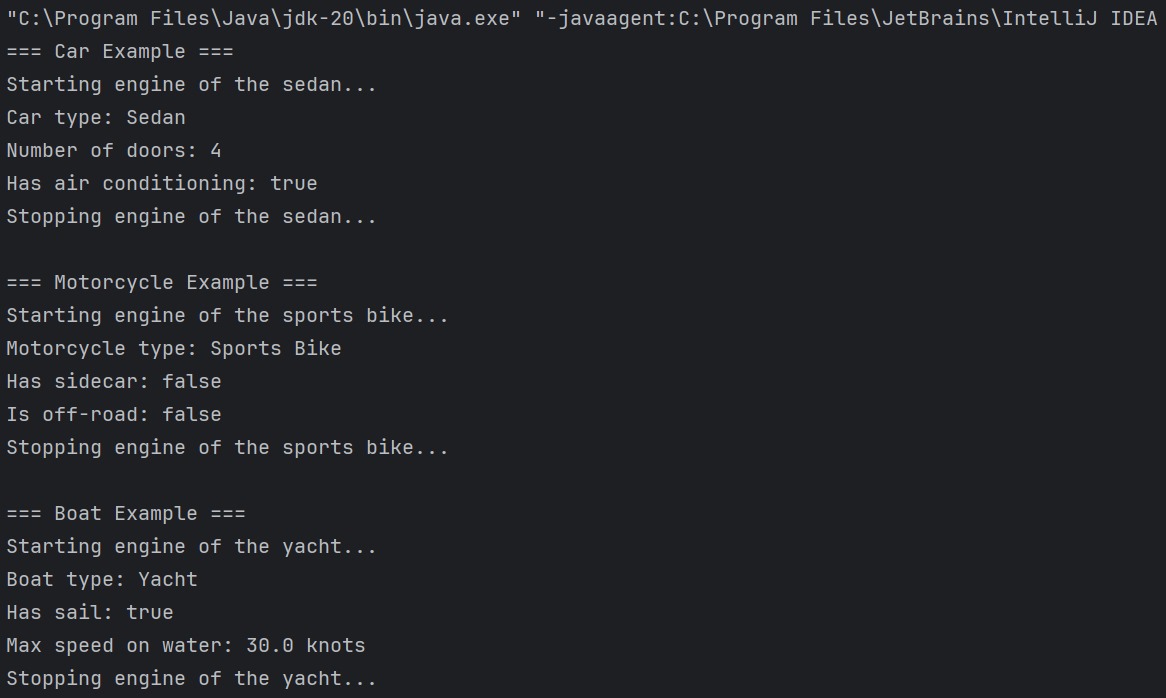 "C:\Program Files\Java\jdk-20\bin\java.exe" "-javaagent:C:\Program Files\JetBrains\IntelliJ IDEA
=== Car Example ===
Starting engine of the sedan...
Car type: Sedan
Number of doors: 4
Has air conditioning: true
Stopping engine of the sedan...

=== Motorcycle Example ===
Starting engine of the sports bike...
Motorcycle type: Sports Bike
Has sidecar: false
Is off-road: false
Stopping engine of the sports bike...

=== Boat Example ===
Starting engine of the yacht...
Boat type: Yacht
Has sail: true
Max speed on water: 30.0 knots
Stopping engine of the yacht...